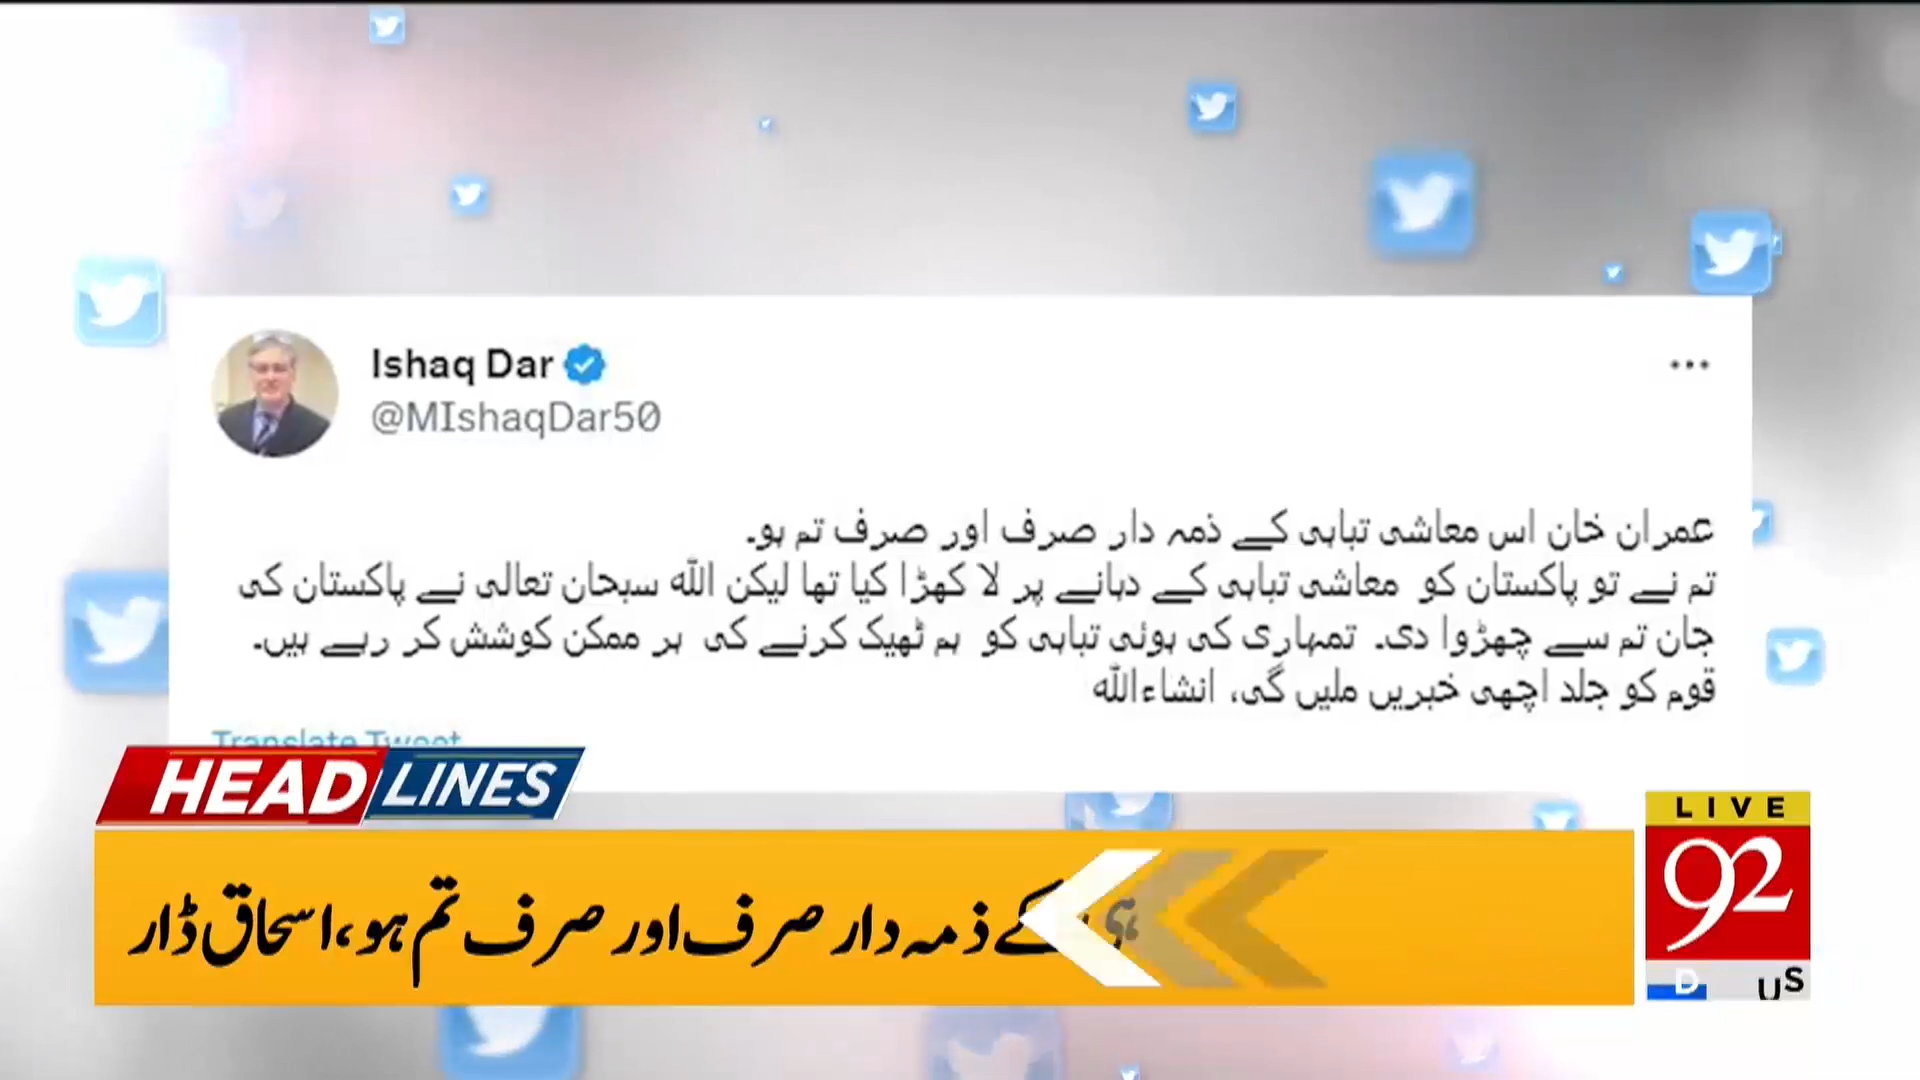 Ishaq Dar
@MIshaqDar50
عمران خان اس معاشی تباہی کے ذمہ دار صرف اور صرف تم ہو۔
تم نے تو پاکستان کو معاشی تباہی کے دہانے پر لا کھڑا کیا تھا لیکن اللہ سبحان تعالی نے پاکستان کی
جان تم سے چھڑوا دی۔ تمہاری کی ہوئی تباہی کو ہم ٹھیک کرنے کی ہر ممکن کوشش کر رہے ہیں۔
قوم کو جلد اچھی خبریں ملیں گی، انشاءاللہ
Translate Tweet
HEADLINES
کے ذمہ دار صرف اور صرف تم ہو، اسحاق ڈار
LIVE
92